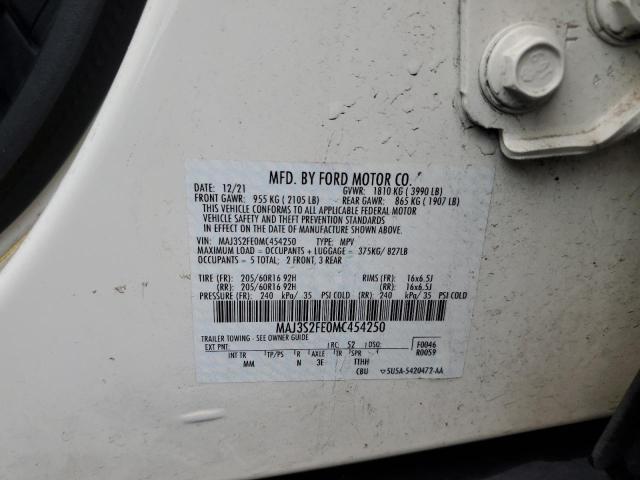 MFD. BY FORD MOTOR CO.
DATE: 12/21 GVWR: 1810 KG ( 3990 LB)
FRONT GAWR: 955 KG ( 2105 LB) REAR GAWR: 865 KG ( 1907 LB)
THIS VEHICLE CONFORMS TO ALL APPLICABLE FEDERAL MOTOR
VEHICLE SAFETY AND THEFT PREVENTION STANDARDS
IN EFFECT ON THE DATE OF MANUFACTURE SHOWN ABOVE.
VIN: MAJ3S2FE0MC454250 TYPE: MPV
MAXIMUM LOAD = OCCUPANTS + LUGGAGE = 375KG/ 827LB
OCCUPANTS = 5 TOTAL; 2 FRONT, 3 REAR
TIRE (FR): 205/60R16 92H RIMS (FR): 16x6.5J
(RR): 205/60R16 92H (RR): 16x6.5J
PRESSURE (FR): 240 kPa/ 35 PSI COLD (RR): 240 kPa/ 35 PSI COLD
MAJ3S2FE0MC454250
TRAILER TOWING - SEE OWNER GUIDE
EXT PNT: RC: 52 DSO: F0046
R0059
INT TR TP/PS R AXLE TR SPR
MM N 3E TTHH
CBU 5U5A-5420472-AA